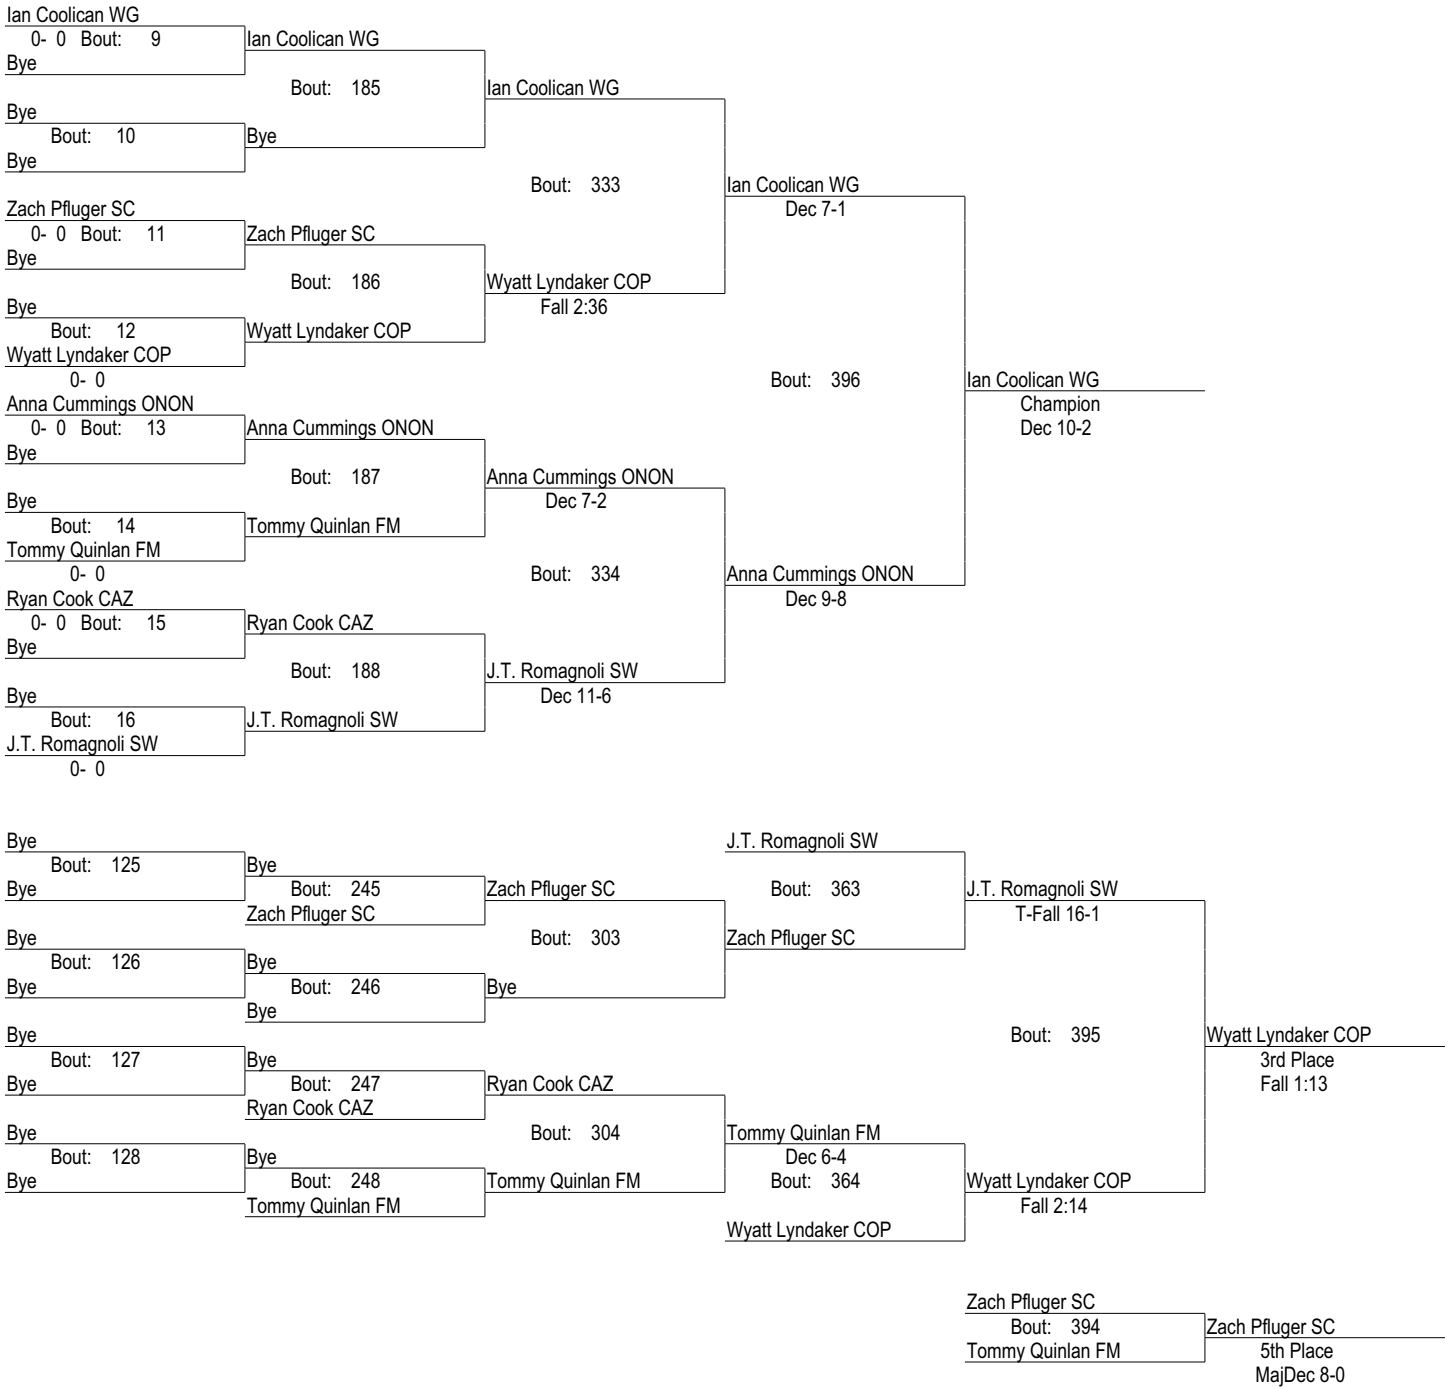 Ian Coolican WG
0- 0 Bout: 9
Ian Coolican WG
Bye
Bout: 185
Ian Coolican WG
Bye
Bout: 10
Bye
Bye
Bout: 333
Ian Coolican WG
Dec 7-1
Zach Pfluger SC
0- 0 Bout: 11
Zach Pfluger SC
Bye
Bout: 186
Wyatt Lyndaker COP
Fall 2:36
Bye
Bout: 12
Wyatt Lyndaker COP
Wyatt Lyndaker COP
0- 0
Bout: 396
Ian Coolican WG
Champion
Dec 10-2
Anna Cummings ONON
0- 0 Bout: 13
Anna Cummings ONON
Bye
Bout: 187
Anna Cummings ONON
Dec 7-2
Bye
Bout: 14
Tommy Quinlan FM
Tommy Quinlan FM
0- 0
Bout: 334
Anna Cummings ONON
Dec 9-8
Ryan Cook CAZ
0- 0 Bout: 15
Ryan Cook CAZ
Bye
Bout: 188
J.T. Romagnoli SW
Dec 11-6
Bye
Bout: 16
J.T. Romagnoli SW
J.T. Romagnoli SW
0- 0
Bye
Bout: 125
Bye
Bye
Bout: 245
Zach Pfluger SC
Zach Pfluger SC
J.T. Romagnoli SW
Bout: 363
J.T. Romagnoli SW
T-Fall 16-1
Bout: 303
Zach Pfluger SC
Bye
Bout: 126
Bye
Bye
Bout: 246
Bye
Bye
Bye
Bout: 127
Bye
Bye
Bout: 247
Ryan Cook CAZ
Ryan Cook CAZ
Bout: 395
Wyatt Lyndaker COP
3rd Place
Fall 1:13
Bout: 304
Tommy Quinlan FM
Dec 6-4
Bye
Bout: 128
Bye
Bye
Bout: 248
Tommy Quinlan FM
Tommy Quinlan FM
Bout: 364
Wyatt Lyndaker COP
Fall 2:14
Wyatt Lyndaker COP
Zach Pfluger SC
Bout: 394
Zach Pfluger SC
Tommy Quinlan FM
5th Place
MajDec 8-0